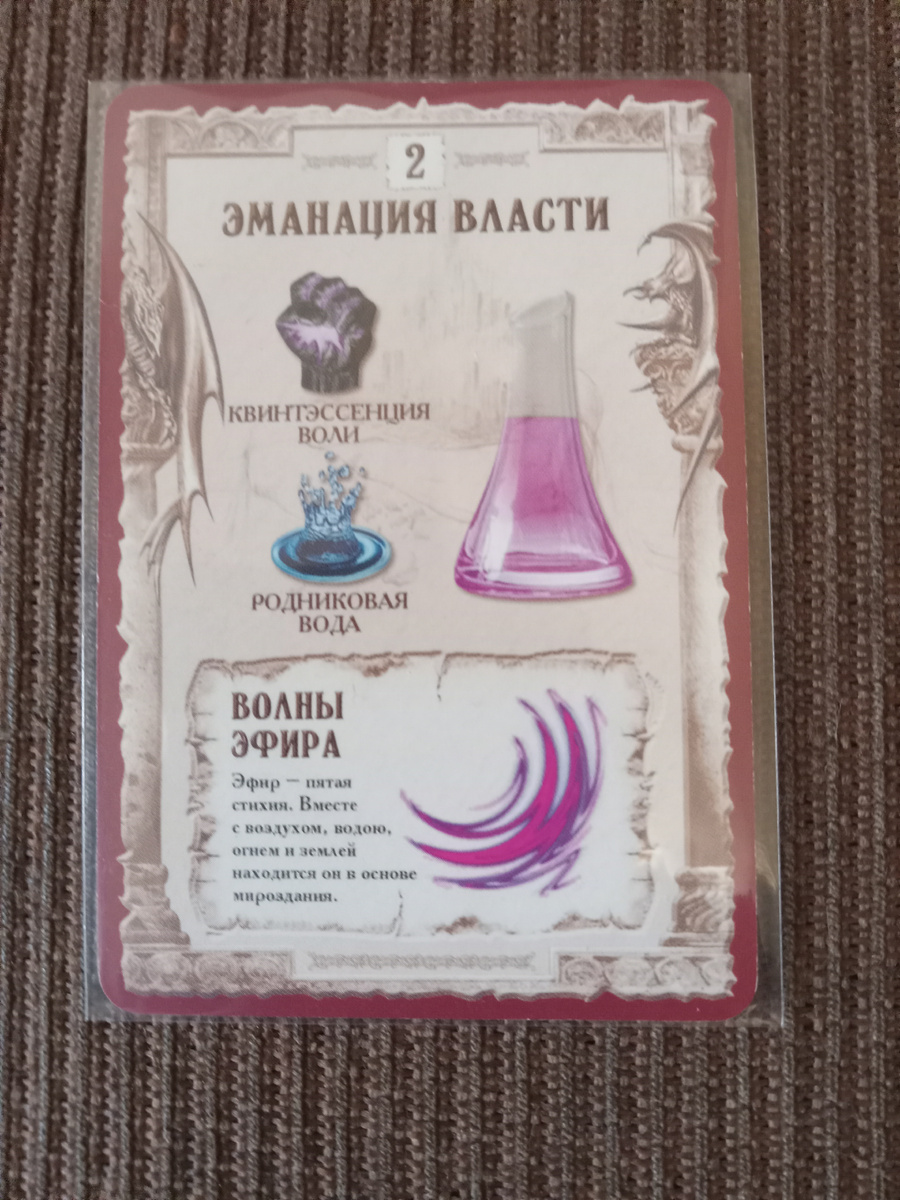 2
ЭМАНАЦИЯ ВЛАСТИ
КВИНТЭССЕНЦИЯ
ВОЛИ
РОДНИКОВАЯ
ВОДА
ВОЛНЫ
ЭФИРА
Эфир — пятая
стихия. Вместе
с воздухом, водою,
огнем и землей
находится он в основе
мироздания.